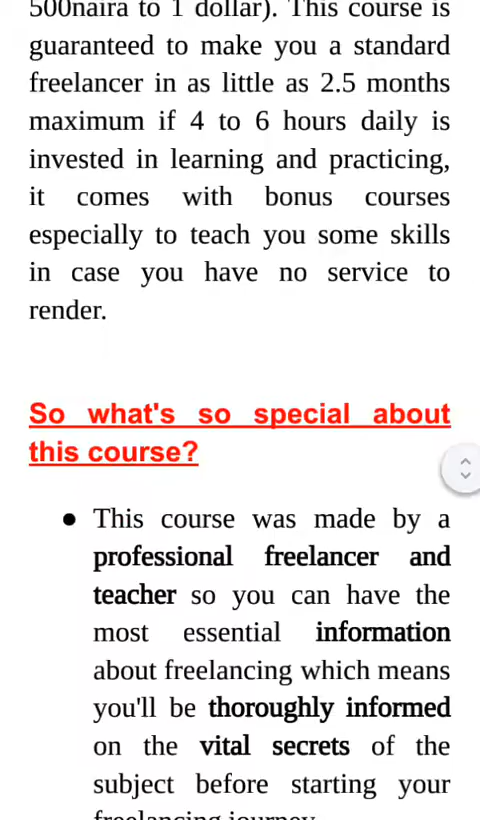 500naira to 1 dollar). This course is
guaranteed to make you a standard
freelancer in as little as 2.5 months
maximum if 4 to 6 hours daily is
invested in learning and practicing,
it comes with bonus courses
especially to teach you some skills
in case you have no service to
render.
So what's so special about
this course?
● This course was made by a
professional freelancer and
teacher so you can have the
most essential information
about freelancing which means
you'll be thoroughly informed
on the vital secrets of the
subject before starting your
freelancing journey.